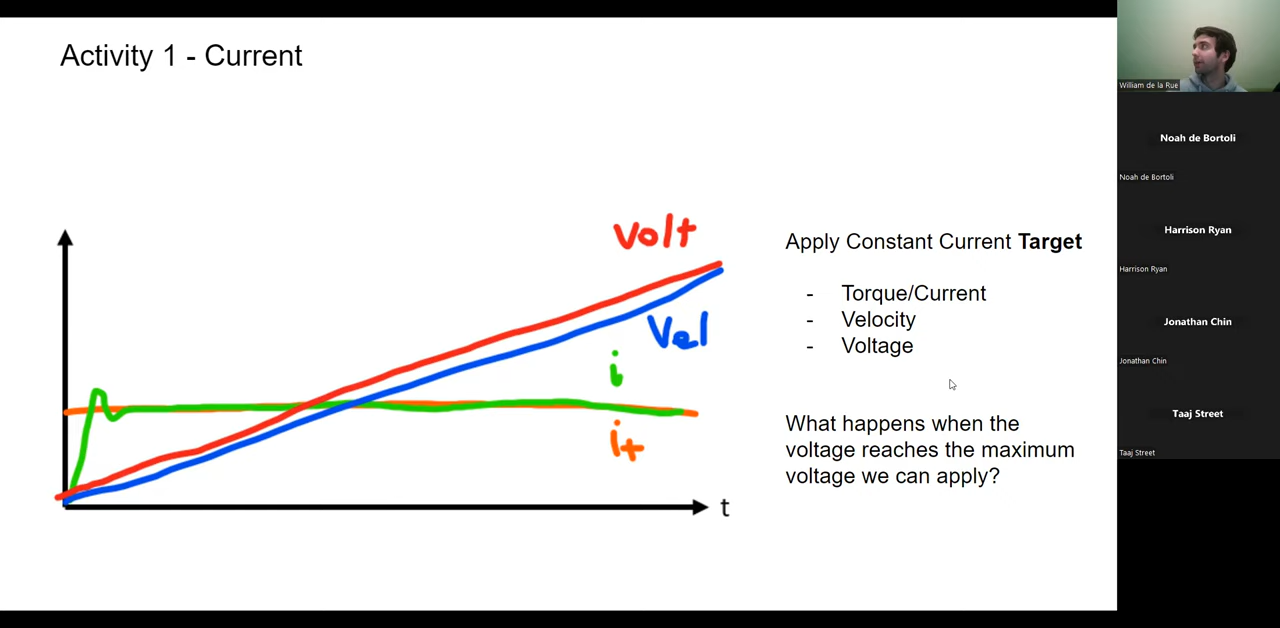 Activity 1 - Current
volt
Vel
i
it
t
Apply Constant Current Target
- Torque/Current
- Velocity
- Voltage
What happens when the
voltage reaches the maximum
voltage we can apply?
William de la Rue
Noah de Bortoli
Noah de Bortoli
Harrison Ryan
Harrison Ryan
Jonathan Chin
Jonathan Chin
Taaj Street
Taaj Street